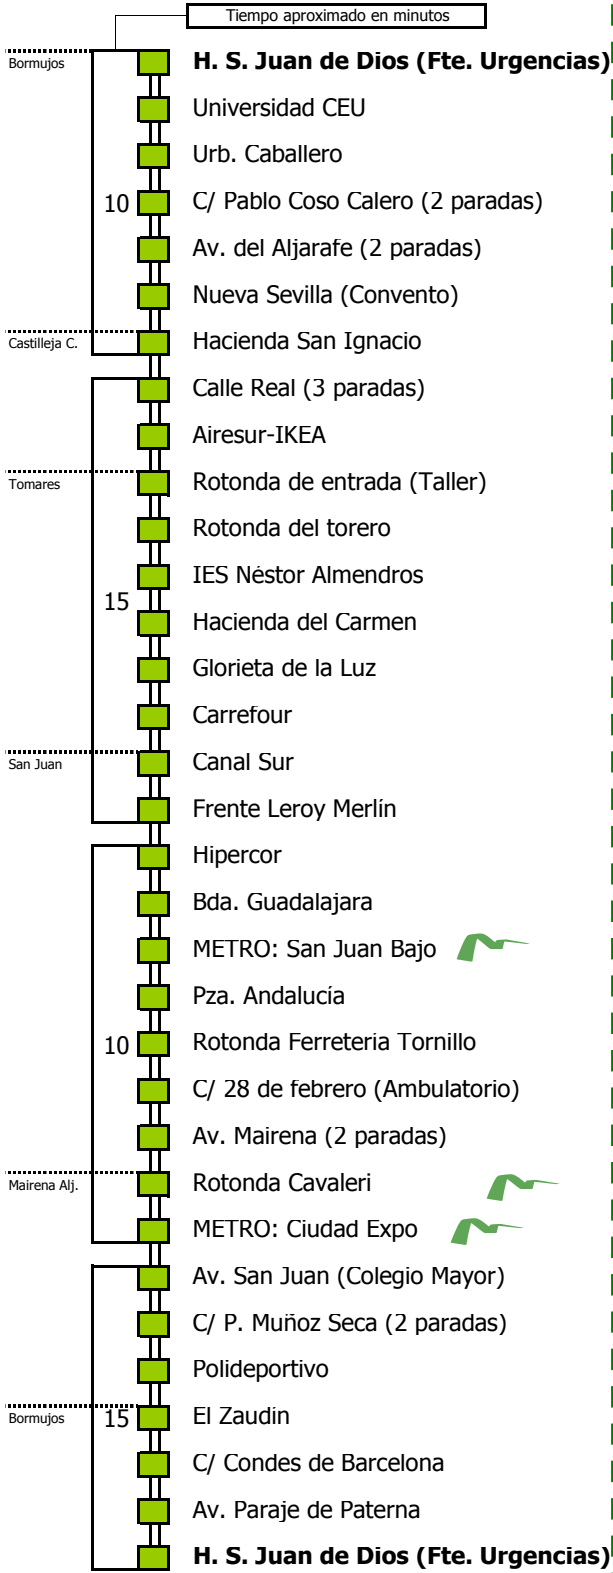 Tiempo aproximado en minutos
Bormujos
H. S. Juan de Dios (Fte. Urgencias)
Universidad CEU
Urb. Caballero
10
C/ Pablo Coso Calero (2 paradas)
Av. del Aljarafe (2 paradas)
Nueva Sevilla (Convento)
Castilleja C.
Hacienda San Ignacio
Calle Real (3 paradas)
Airesur-IKEA
Tomares
Rotonda de entrada (Taller)
Rotonda del torero
IES Néstor Almendros
15
Hacienda del Carmen
Glorieta de la Luz
Carrefour
San Juan
Canal Sur
Frente Leroy Merlín
Hipercor
Bda. Guadalajara
METRO: San Juan Bajo
Pza. Andalucía
10
Rotonda Ferreteria Tornillo
C/ 28 de febrero (Ambulatorio)
Av. Mairena (2 paradas)
Mairena Alj.
Rotonda Cavaleri
METRO: Ciudad Expo
Av. San Juan (Colegio Mayor)
C/ P. Muñoz Seca (2 paradas)
Polideportivo
Bormujos
15
El Zaudín
C/ Condes de Barcelona
Av. Paraje de Paterna
H. S. Juan de Dios (Fte. Urgencias)